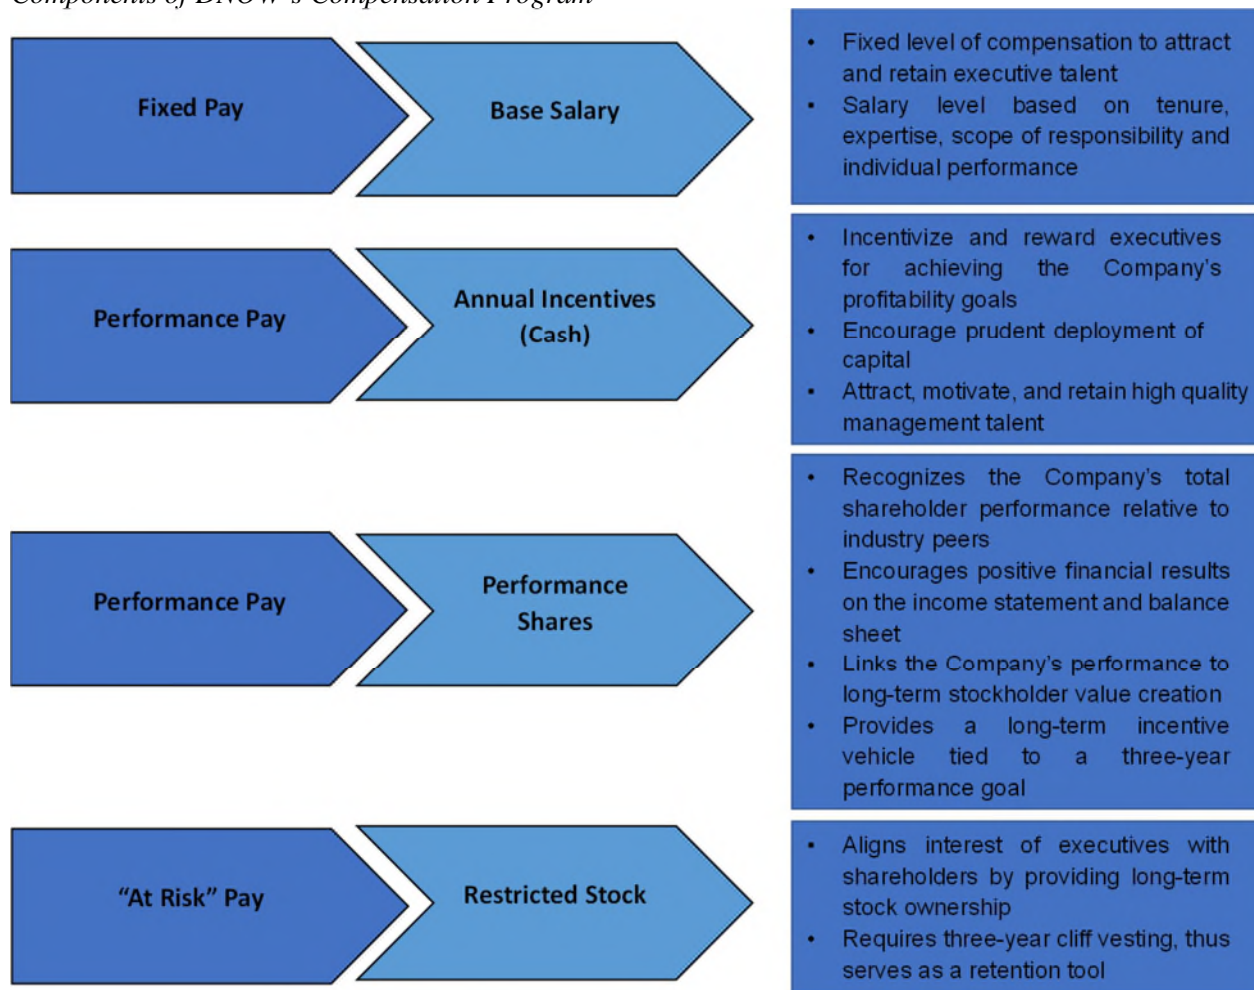 Components of DNOW's Compensation Program
Fixed Pay
Base Salary
• Fixed level of compensation to attract
and retain executive talent
• Salary level based on tenure,
expertise, scope of responsibility and
individual performance
Performance Pay
Annual Incentives
(Cash)
• Incentivize and reward executives
for achieving the Company's
profitability goals
• Encourage prudent deployment of
capital
• Attract, motivate, and retain high quality
management talent
Performance Pay
Performance
Shares
• Recognizes the Company's total
shareholder performance relative to
industry peers
• Encourages positive financial results
on the income statement and balance
sheet
• Links the Company's performance to
long-term stockholder value creation
• Provides a long-term incentive
vehicle tied to a three-year
performance goal
"At Risk" Pay
Restricted Stock
• Aligns interest of executives with
shareholders by providing long-term
stock ownership
• Requires three-year cliff vesting, thus
serves as a retention tool